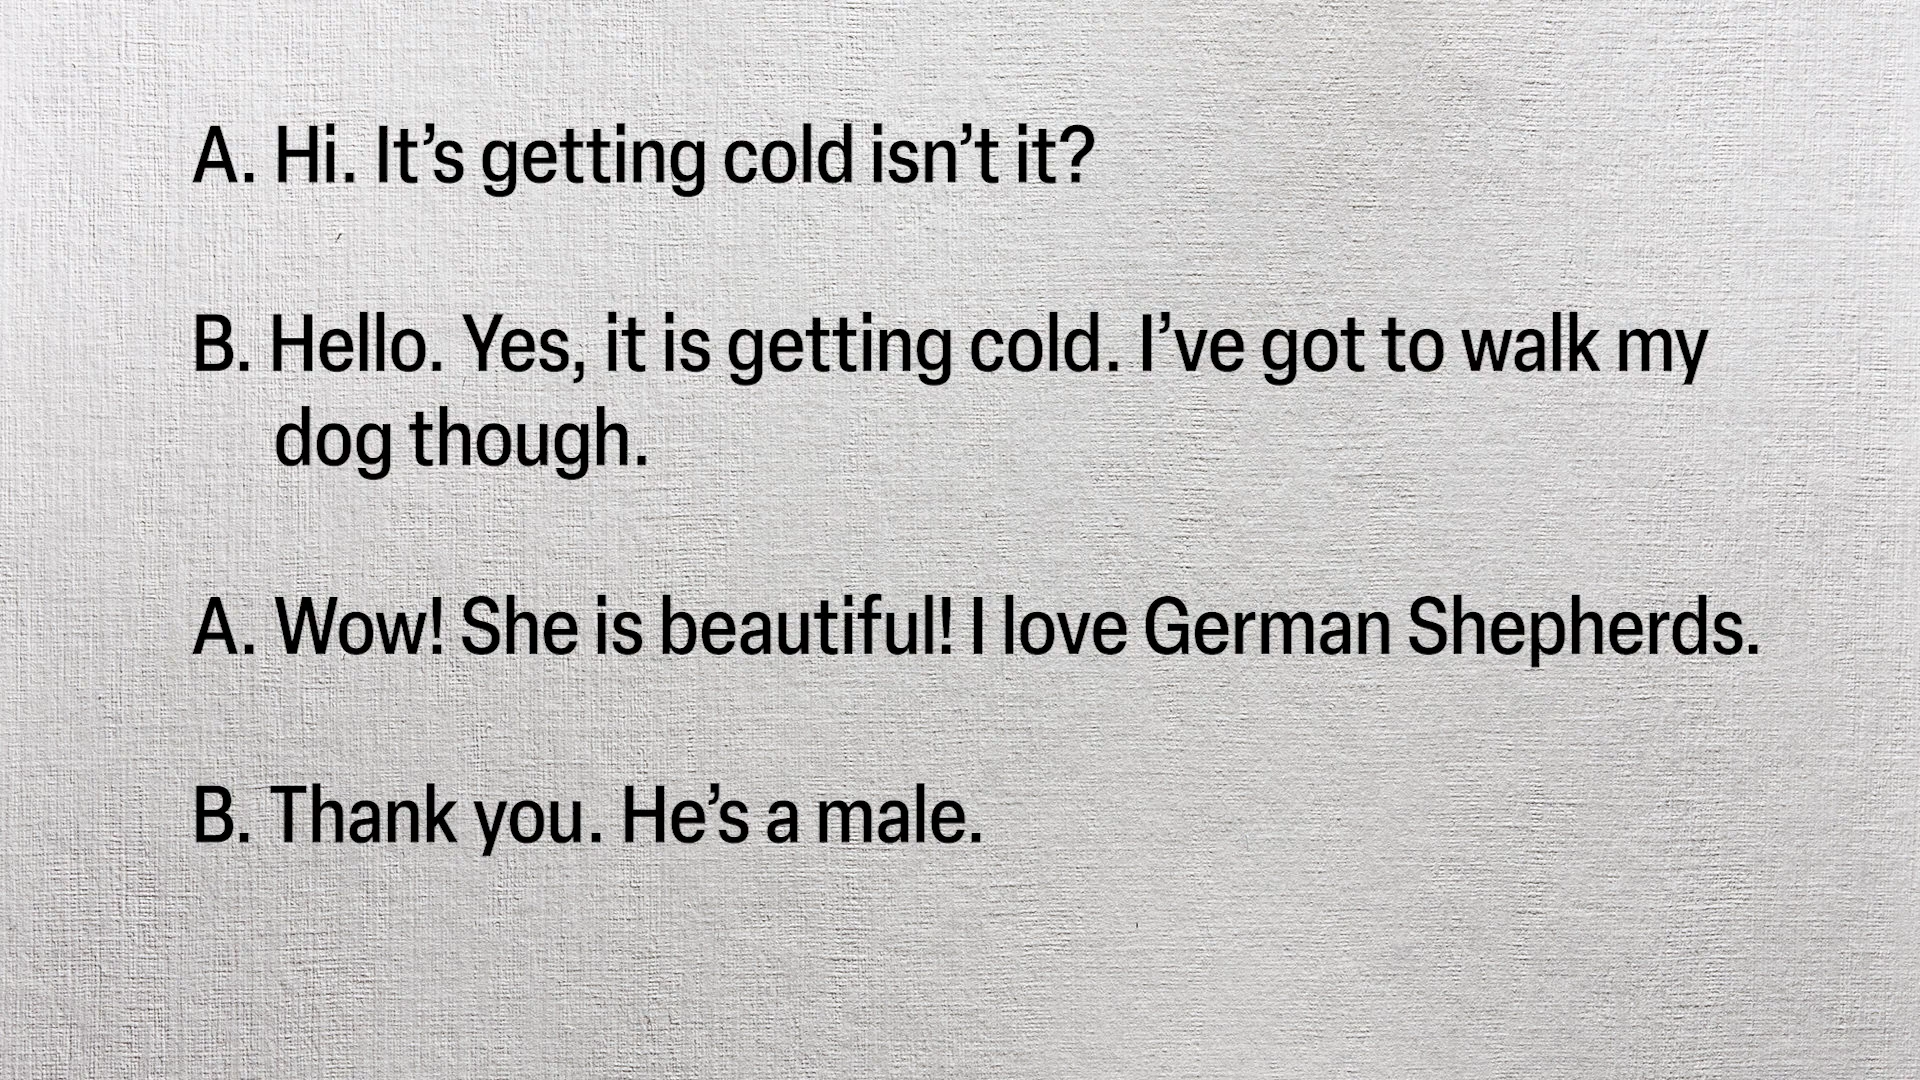 A. Hi. It’s getting cold isn’t it?
B. Hello. Yes, it is getting cold. I’ve got to walk my
dog though.
A. Wow! She is beautiful! I love German Shepherds.
B. Thank you. He’s a male.